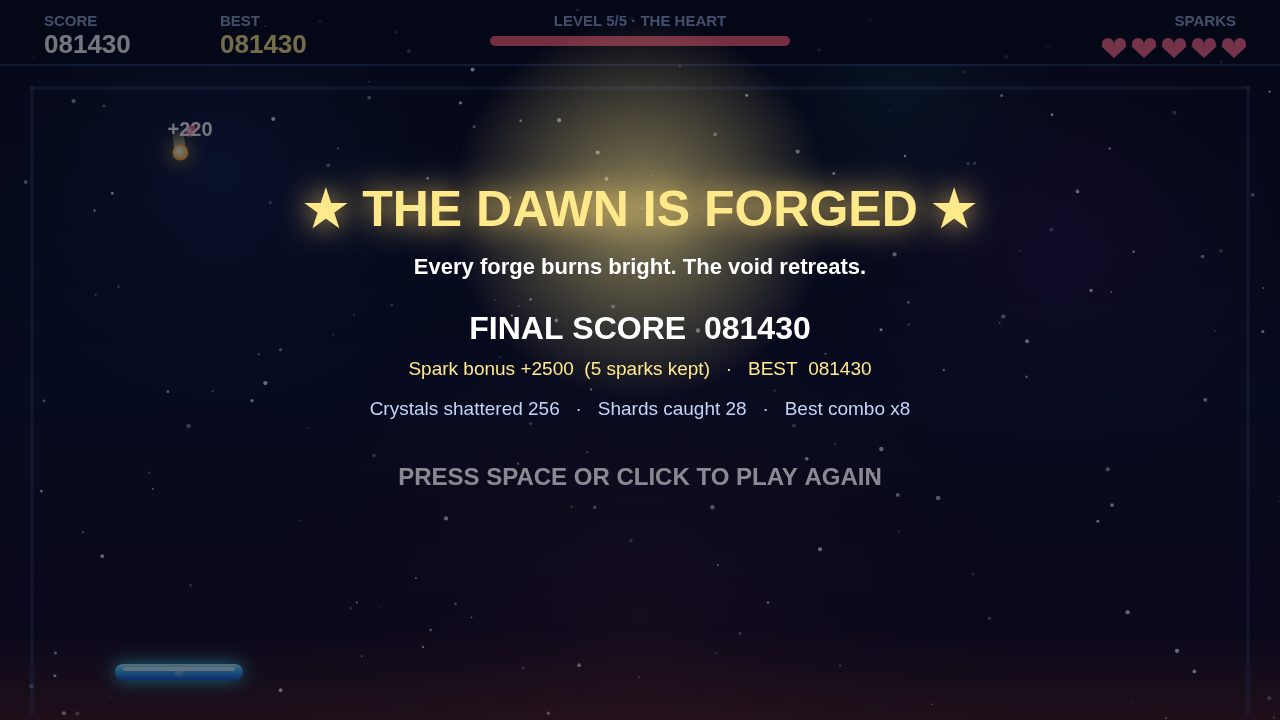 SCORE
081430
BEST
081430
LEVEL 5/5 · THE HEART
SPARKS
+220
★ THE DAWN IS FORGED ★
Every forge burns bright. The void retreats.
FINAL SCORE 081430
Spark bonus +2500 (5 sparks kept) · BEST 081430
Crystals shattered 256 · Shards caught 28 · Best combo x8
PRESS SPACE OR CLICK TO PLAY AGAIN